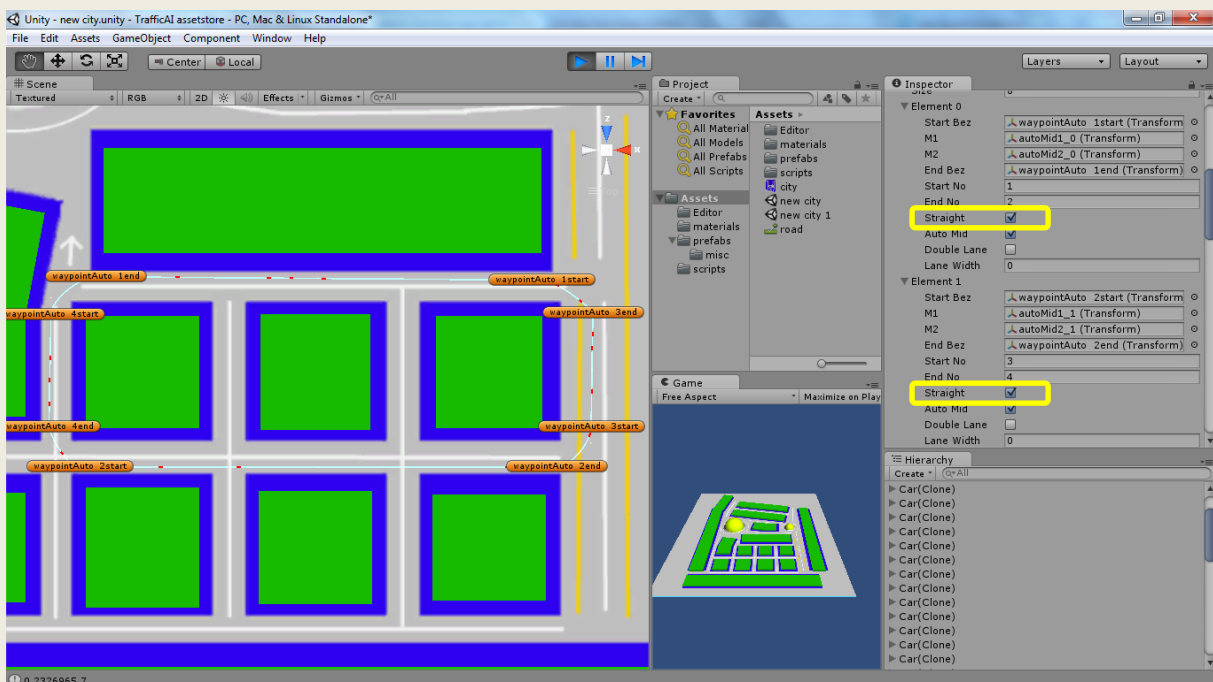 Unity - new city.unity - TrafficAI assetstore - PC, Mac & Linux Standalone*
File Edit Assets GameObject Component Window Help
Center Local
Layers Layout
Scene
Textured RGB 2D Effects Gizmos All
waypointAuto 1end
waypointAuto 1start
waypointAuto 4start
waypointAuto 3end
waypointAuto 4end
waypointAuto 3start
waypointAuto 2start
waypointAuto 2end
z
x
Top
Project
Create
Favorites
All Material
All Models
All Prefabs
All Scripts
Assets
Editor
materials
prefabs
misc
scripts
Assets
Editor
materials
prefabs
scripts
city
new city
new city 1
road
Game
Free Aspect Maximize on Play
Inspector
Size
Element 0
Start Bez waypointAuto 1start (Transform
M1 autoMid1_0 (Transform)
M2 autoMid2_0 (Transform)
End Bez waypointAuto 1end (Transform)
Start No 1
End No 2
Straight
Auto Mid
Double Lane
Lane Width 0
Element 1
Start Bez waypointAuto 2start (Transform
M1 autoMid1_1 (Transform)
M2 autoMid2_1 (Transform)
End Bez waypointAuto 2end (Transform)
Start No 3
End No 4
Straight
Auto Mid
Double Lane
Lane Width 0
Hierarchy
Create All
Car(Clone)
Car(Clone)
Car(Clone)
Car(Clone)
Car(Clone)
Car(Clone)
Car(Clone)
Car(Clone)
Car(Clone)
Car(Clone)
Car(Clone)
Car(Clone)
Car(Clone)